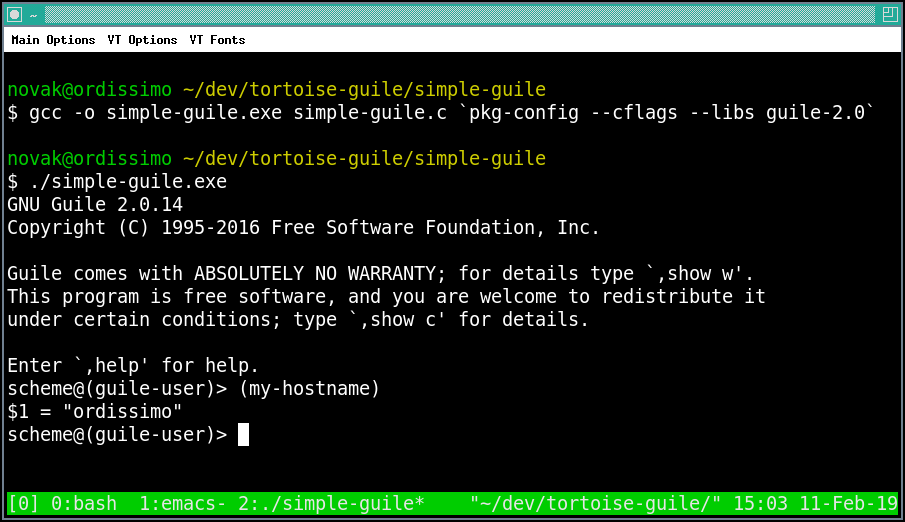 ~
Main Options VT Options VT Fonts
novak@ordissimo ~/dev/tortoise-guile/simple-guile
$ gcc -o simple-guile.exe simple-guile.c `pkg-config --cflags --libs guile-2.0`
novak@ordissimo ~/dev/tortoise-guile/simple-guile
$ ./simple-guile.exe
GNU Guile 2.0.14
Copyright (C) 1995-2016 Free Software Foundation, Inc.
Guile comes with ABSOLUTELY NO WARRANTY; for details type `,show w'.
This program is free software, and you are welcome to redistribute it
under certain conditions; type `,show c' for details.
Enter `,help' for help.
scheme@(guile-user)> (my-hostname)
$1 = "ordissimo"
scheme@(guile-user)>
[0] 0:bash  1:emacs- 2:./simple-guile*    "~/dev/tortoise-guile/" 15:03 11-Feb-19